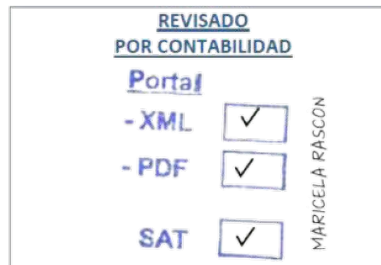 REVISADO
POR CONTABILIDAD
Portal
- XML ✓
- PDF ✓
SAT ✓
MARICELA RASCON